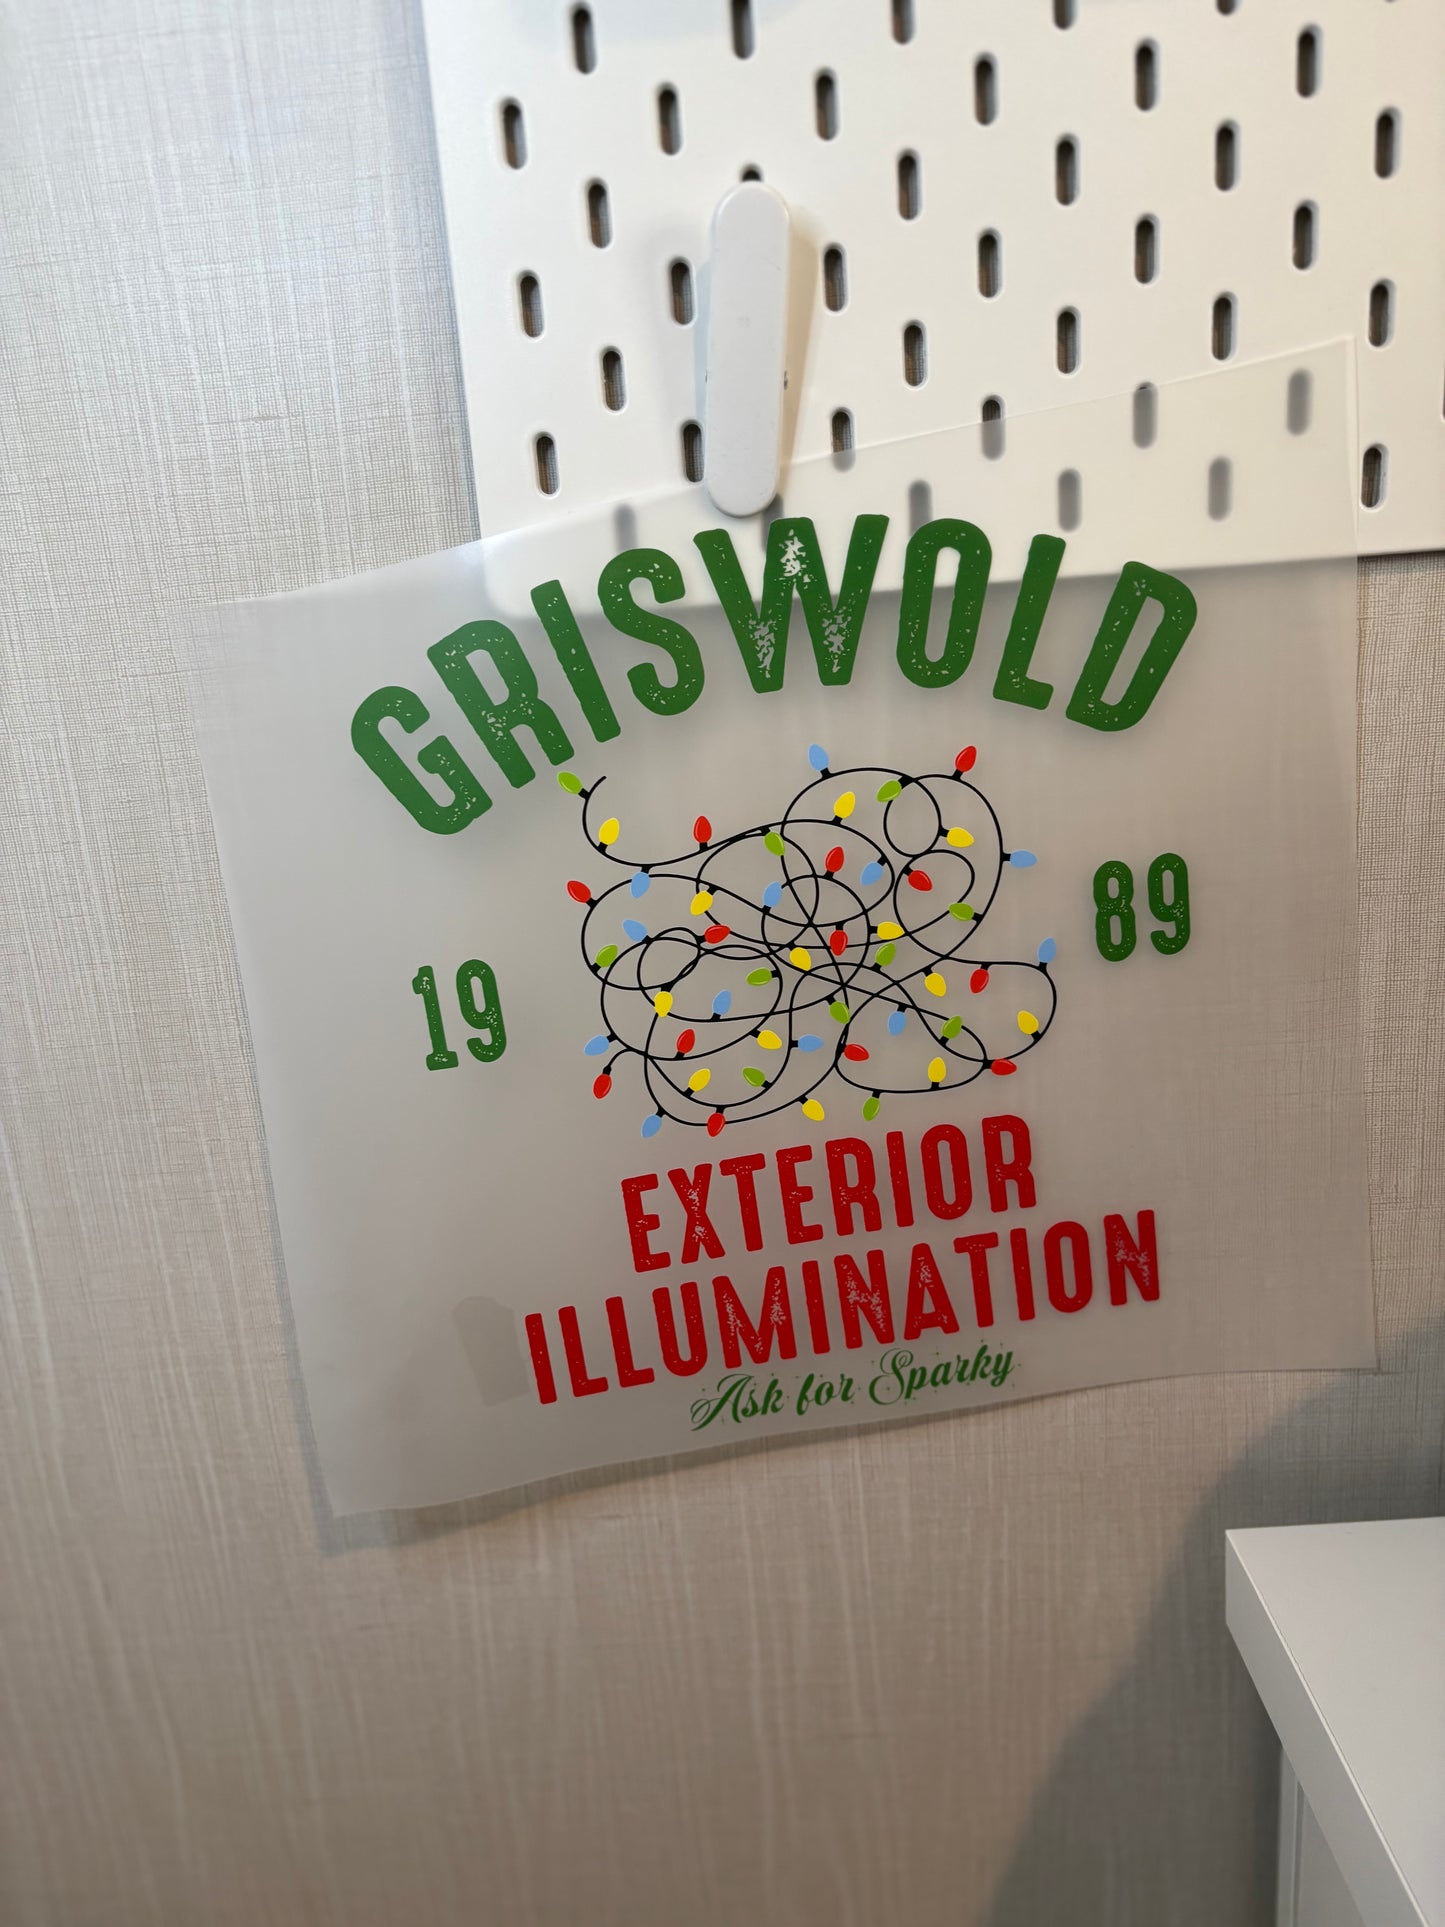 GRISWOLD
19 89
EXTERIOR
ILLUMINATION
Ask for Sparky